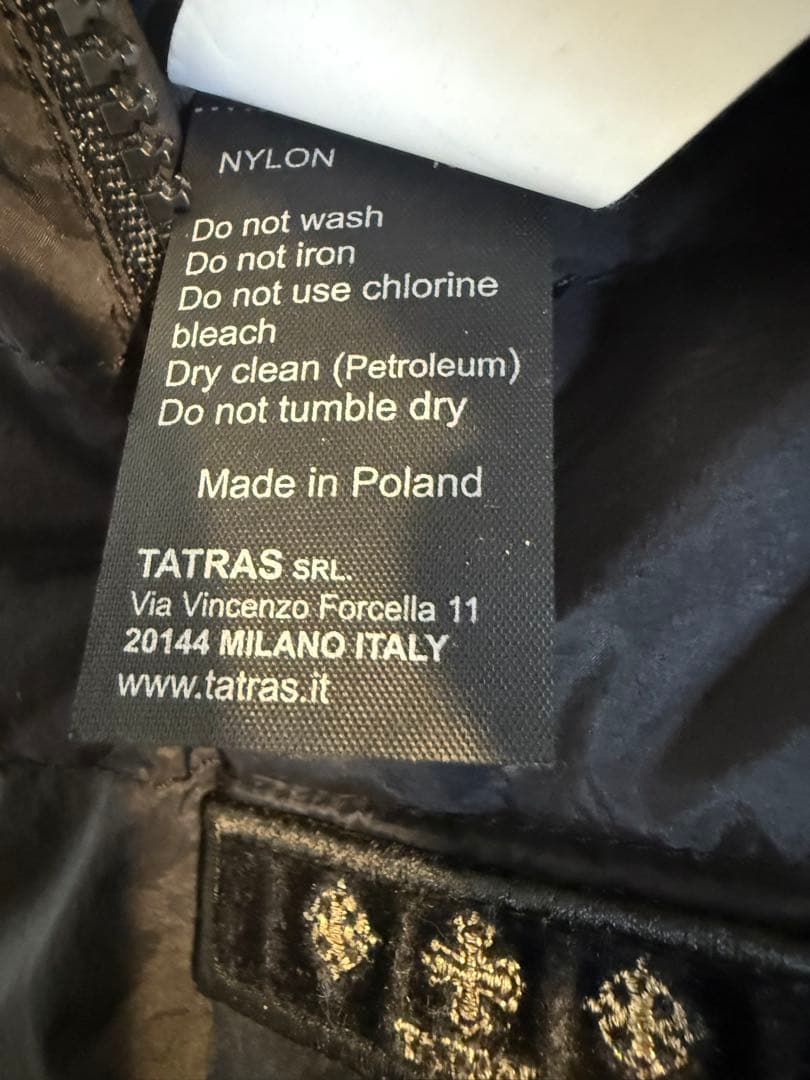 NYLON
Do not wash
Do not iron
Do not use chlorine
bleach
Dry clean (Petroleum)
Do not tumble dry
Made in Poland
TATRAS SRL.
Via Vincenzo Forcella 11
20144 MILANO ITALY
www.tatras.it